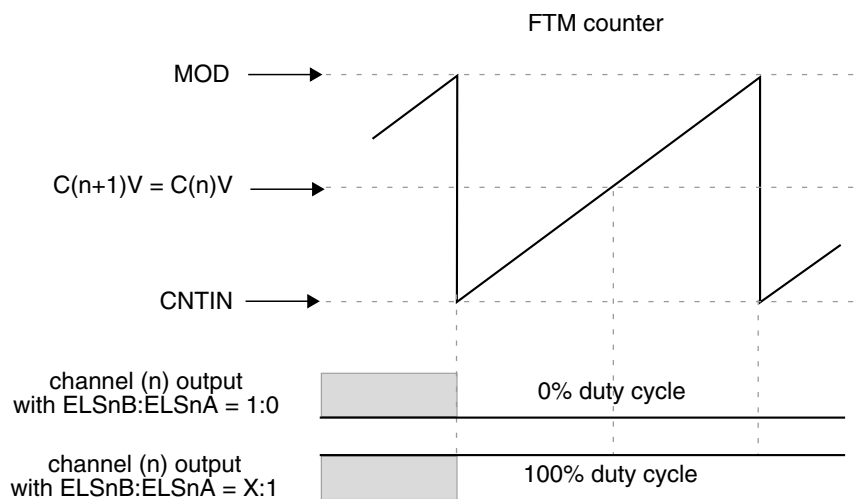 FTM counter
MOD
C(n+1)V = C(n)V
CNTIN
channel (n) output
with ELSnB:ELSnA = 1:0
0% duty cycle
channel (n) output
with ELSnB:ELSnA = X:1
100% duty cycle